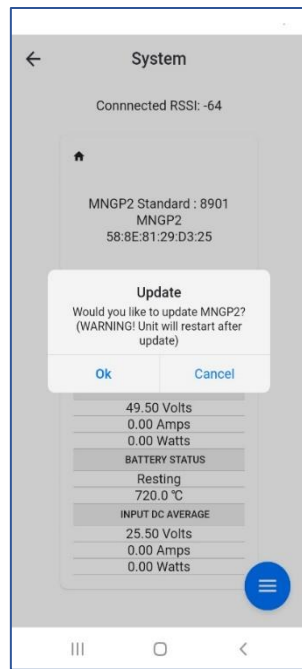 System
Connnected RSSI: -64
MNGP2 Standard : 8901
MNGP2
58:8E:81:29:D3:25
Update
Would you like to update MNGP2?
(WARNING! Unit will restart after
update)
Ok
Cancel
49.50 Volts
0.00 Amps
0.00 Watts
BATTERY STATUS
Resting
720.0 °C
INPUT DC AVERAGE
25.50 Volts
0.00 Amps
0.00 Watts